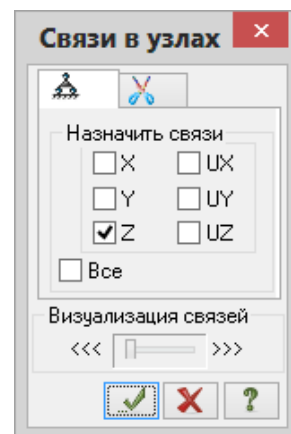 Связи в узлах
Назначить связи
X UX
Y UY
Z UZ
Все
Визуализация связей
<<< >>>
?